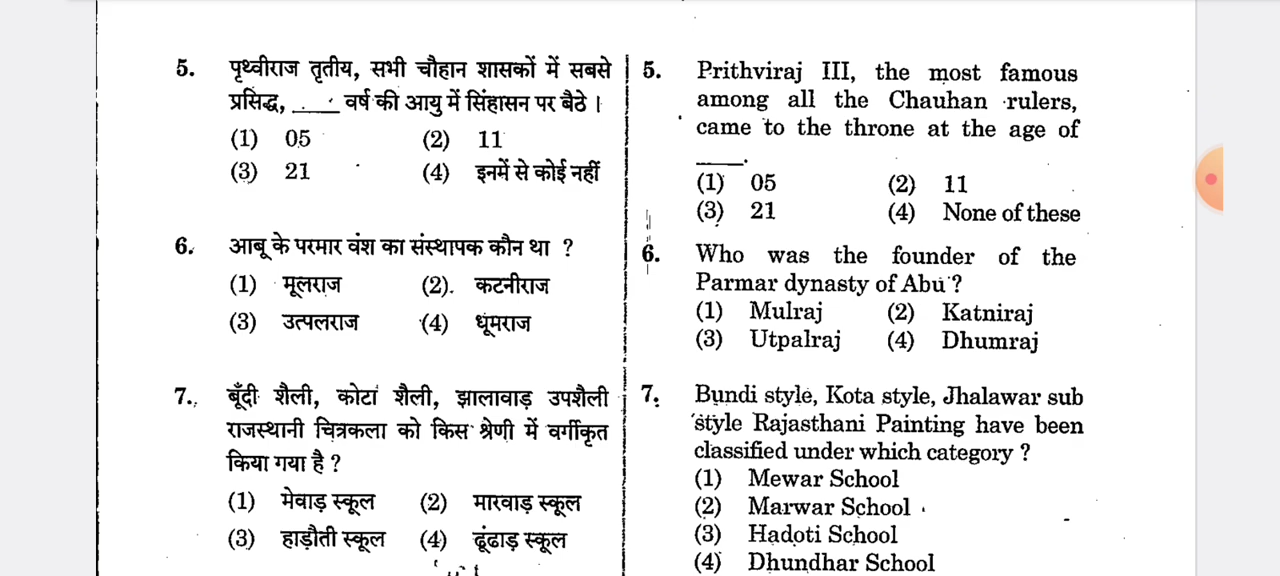 5. पृथ्वीराज तृतीय, सभी चौहान शासकों में सबसे
प्रसिद्ध, ____ वर्ष की आयु में सिंहासन पर बैठे ।
(1) 05 (2) 11
(3) 21 (4) इनमें से कोई नहीं
6. आबू के परमार वंश का संस्थापक कौन था ?
(1) मूलराज (2) कटनीराज
(3) उत्पलराज (4) धूमराज
7. बूँदी शैली, कोटा शैली, झालावाड़ उपशैली
राजस्थानी चित्रकला को किस श्रेणी में वर्गीकृत
किया गया है ?
(1) मेवाड़ स्कूल (2) मारवाड़ स्कूल
(3) हाड़ौती स्कूल (4) ढूंढाड़ स्कूल
5. Prithviraj III, the most famous
among all the Chauhan rulers,
came to the throne at the age of
____.
(1) 05 (2) 11
(3) 21 (4) None of these
6. Who was the founder of the
Parmar dynasty of Abu ?
(1) Mulraj (2) Katniraj
(3) Utpalraj (4) Dhumraj
7. Bundi style, Kota style, Jhalawar sub
style Rajasthani Painting have been
classified under which category ?
(1) Mewar School
(2) Marwar School
(3) Hadoti School
(4) Dhundhar School